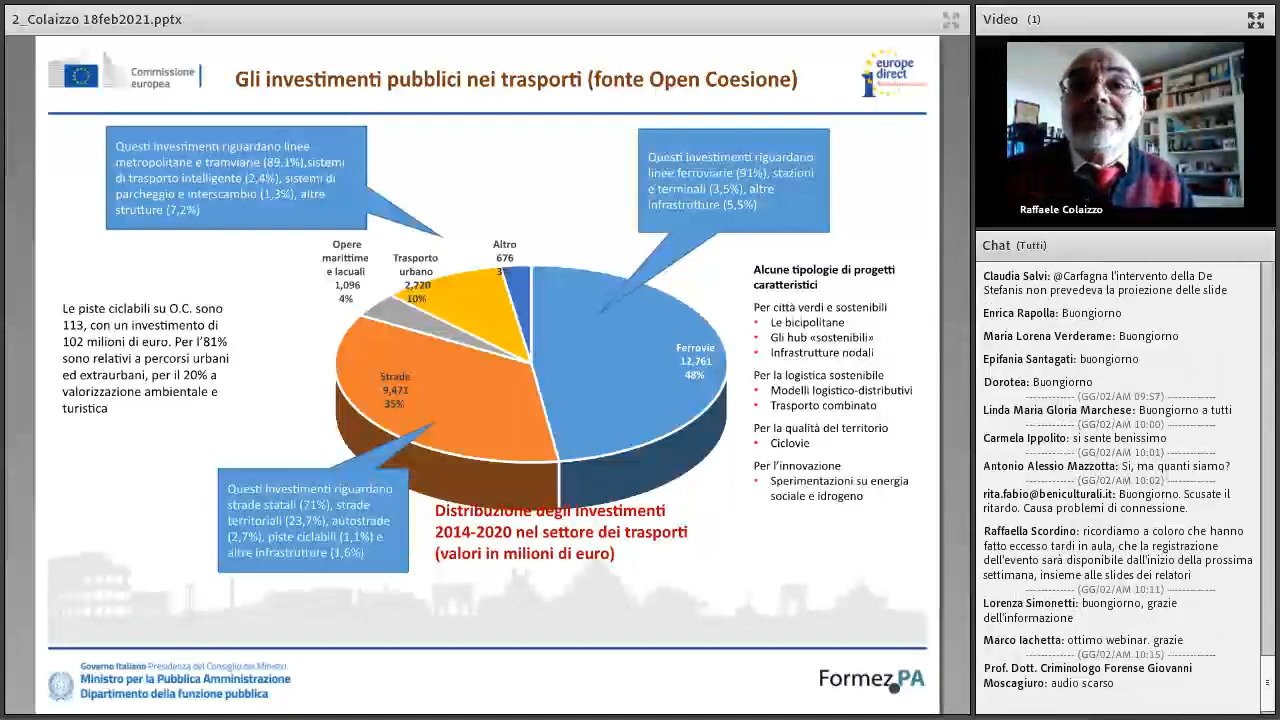 2_Colaizzo 18feb2021.pptx
Commissione
europea
Gli investimenti pubblici nei trasporti (fonte Open Coesione)
europe
direct
Questi investimenti riguardano linee
metropolitane e tramviarie (89,1%),sistemi
di trasporto intelligente (2,4%), sistemi di
parcheggio e interscambio (1,3%), altre
strutture (7,2%)
Questi investimenti riguardano
linee ferroviarie (91%), stazioni
e terminali (3,5%), altre
infrastrutture (5,5%)
Opere
marittime
e lacuali
1,096
4%
Trasporto
urbano
2,720
10%
Altro
676
3%
Ferrovie
12,761
48%
Strade
9,471
35%
Le piste ciclabili su O.C. sono
113, con un investimento di
102 milioni di euro. Per l'81%
sono relativi a percorsi urbani
ed extraurbani, per il 20% a
valorizzazione ambientale e
turistica
Alcune tipologie di progetti
caratteristici
Per città verdi e sostenibili
• Le bicipolitane
• Gli hub «sostenibili»
• Infrastrutture nodali
Per la logistica sostenibile
• Modelli logistico-distributivi
• Trasporto combinato
Per la qualità del territorio
• Ciclovie
Per l'innovazione
• Sperimentazioni su energia
sociale e idrogeno
Questi investimenti riguardano
strade statali (71%), strade
territoriali (23,7%), autostrade
(2,7%), piste ciclabili (1,1%) e
altre infrastrutture (1,6%)
Distribuzione degli investimenti
2014-2020 nel settore dei trasporti
(valori in milioni di euro)
Governo Italiano Presidenza del Consiglio dei Ministri
Ministro per la Pubblica Amministrazione
Dipartimento della funzione pubblica
Formez PA
Video (1)
Raffaele Colaizzo
Chat (Tutti)
Claudia Salvi: @Carfagna l'intervento della De
Stefanis non prevedeva la proiezione delle slide
Enrica Rapolla: Buongiorno
Maria Lorena Verderame: Buongiorno
Epifania Santagati: buongiorno
Dorotea: Buongiorno
-------------- (GG/02/AM 09:57) --------------
Linda Maria Gloria Marchese: Buongiorno a tutti
-------------- (GG/02/AM 10:00) --------------
Carmela Ippolito: si sente benissimo
-------------- (GG/02/AM 10:01) --------------
Antonio Alessio Mazzotta: Si, ma quanti siamo?
-------------- (GG/02/AM 10:02) --------------
rita.fabio@beniculturali.it: Buongiorno. Scusate il
ritardo. Causa problemi di connessione.
Raffaella Scordino: ricordiamo a coloro che hanno
fatto eccesso tardi in aula, che la registrazione
dell'evento sarà disponibile dall'inizio della prossima
settimana, insieme alle slides dei relatori
-------------- (GG/02/AM 10:11) --------------
Lorenza Simonetti: buongiorno, grazie
dell'informazione
Marco Iachetta: ottimo webinar. grazie
-------------- (GG/02/AM 10:15) --------------
Prof. Dott. Criminologo Forense Giovanni
Moscagiuro: audio scarso